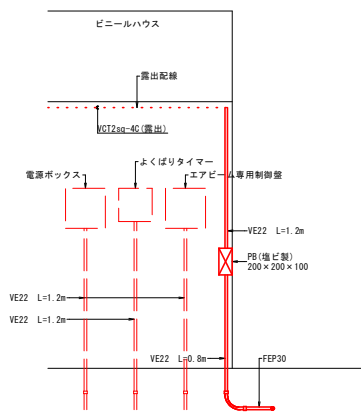 ビニールハウス
露出配線
VCT2sq-4C(露出)
よくばりタイマー
電源ボックス
エアビーム専用制御盤
VE22 L=1.2m
PB(塩ビ製)
200×200×100
VE22 L=1.2m
VE22 L=1.2m
VE22 L=0.8m
FEP30